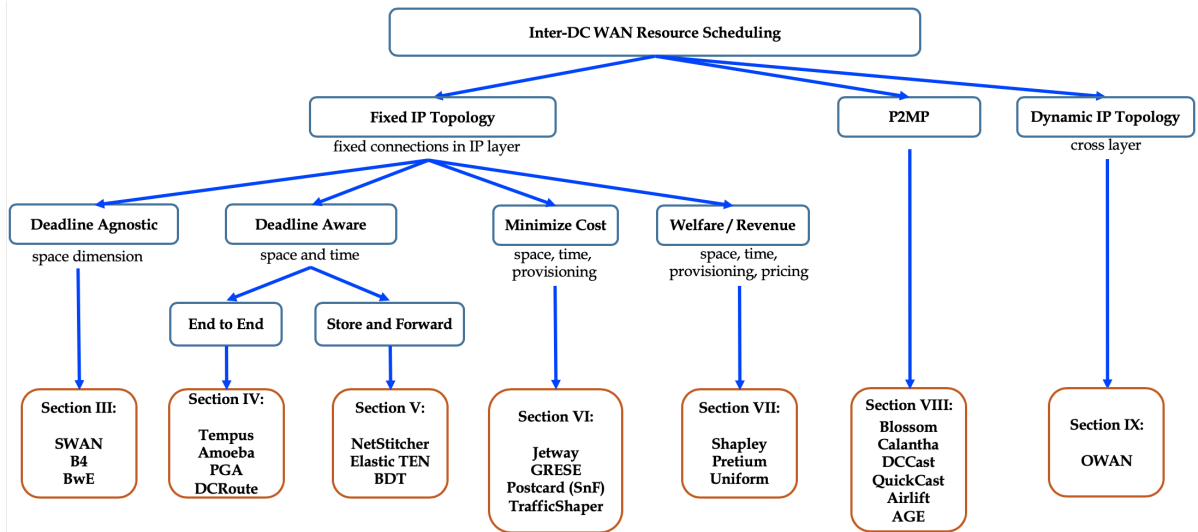 Inter-DC WAN Resource Scheduling
Fixed IP Topology
fixed connections in IP layer
P2MP
Dynamic IP Topology
cross layer
Deadline Agnostic
space dimension
Deadline Aware
space and time
Minimize Cost
space, time,
provisioning
Welfare / Revenue
space, time,
provisioning, pricing
End to End
Store and Forward
Section III:
SWAN
B4
BwE
Section IV:
Tempus
Amoeba
PGA
DCRoute
Section V:
NetStitcher
Elastic TEN
BDT
Section VI:
Jetway
GRESE
Postcard (SnF)
TrafficShaper
Section VII:
Shapley
Pretium
Uniform
Section VIII:
Blossom
Calantha
DCCast
QuickCast
Airlift
AGE
Section IX:
OWAN